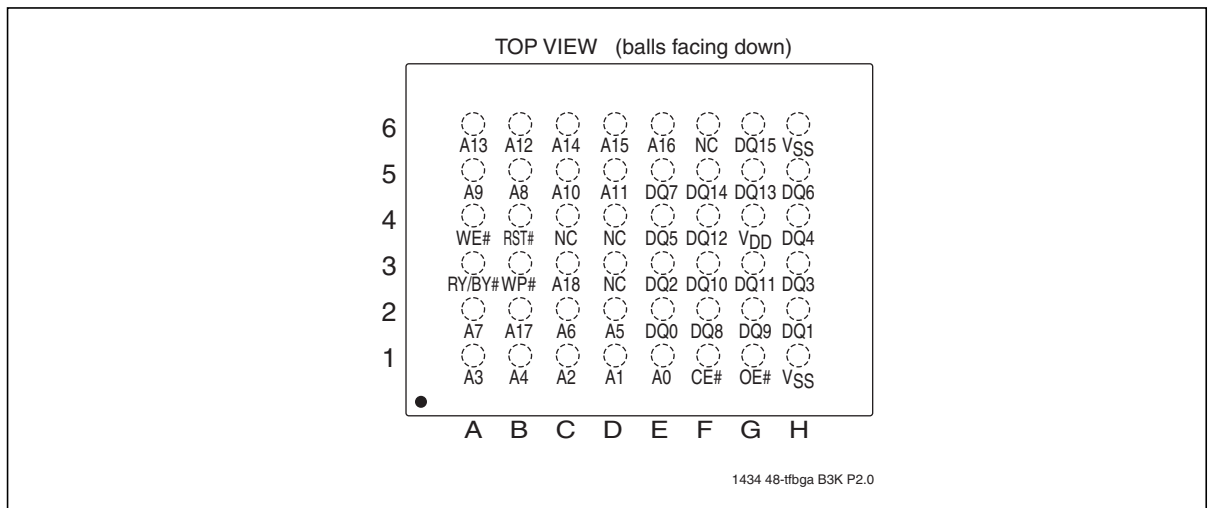 TOP VIEW (balls facing down)
6
A13 A12 A14 A15 A16 NC DQ15 VSS
5
A9 A8 A10 A11 DQ7 DQ14 DQ13 DQ6
4
WE# RST# NC NC DQ5 DQ12 VDD DQ4
3
RY/BY# WP# A18 NC DQ2 DQ10 DQ11 DQ3
2
A7 A17 A6 A5 DQ0 DQ8 DQ9 DQ1
1
A3 A4 A2 A1 A0 CE# OE# VSS
A B C D E F G H
1434 48-tfbga B3K P2.0